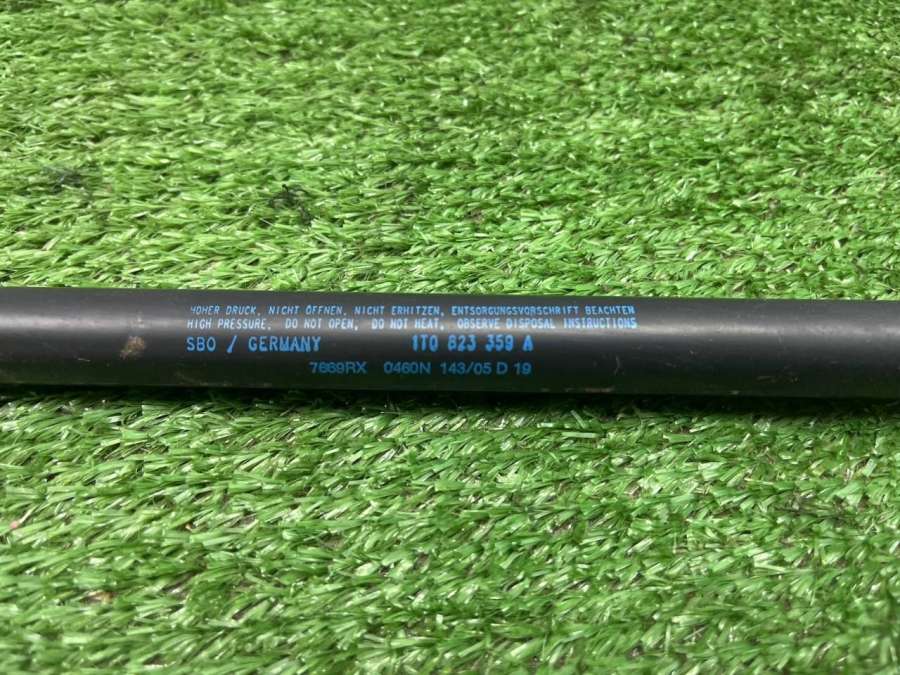 HOHER DRUCK, NICHT ÖFFNEN, NICHT ERHITZEN, ENTSORGUNGSVORSCHRIFT BEACHTEN
HIGH PRESSURE, DO NOT OPEN, DO NOT HEAT, OBSERVE DISPOSAL INSTRUCTIONS
SBO / GERMANY 1T0 823 359 A
7869RX 0460N 143/05 D 19